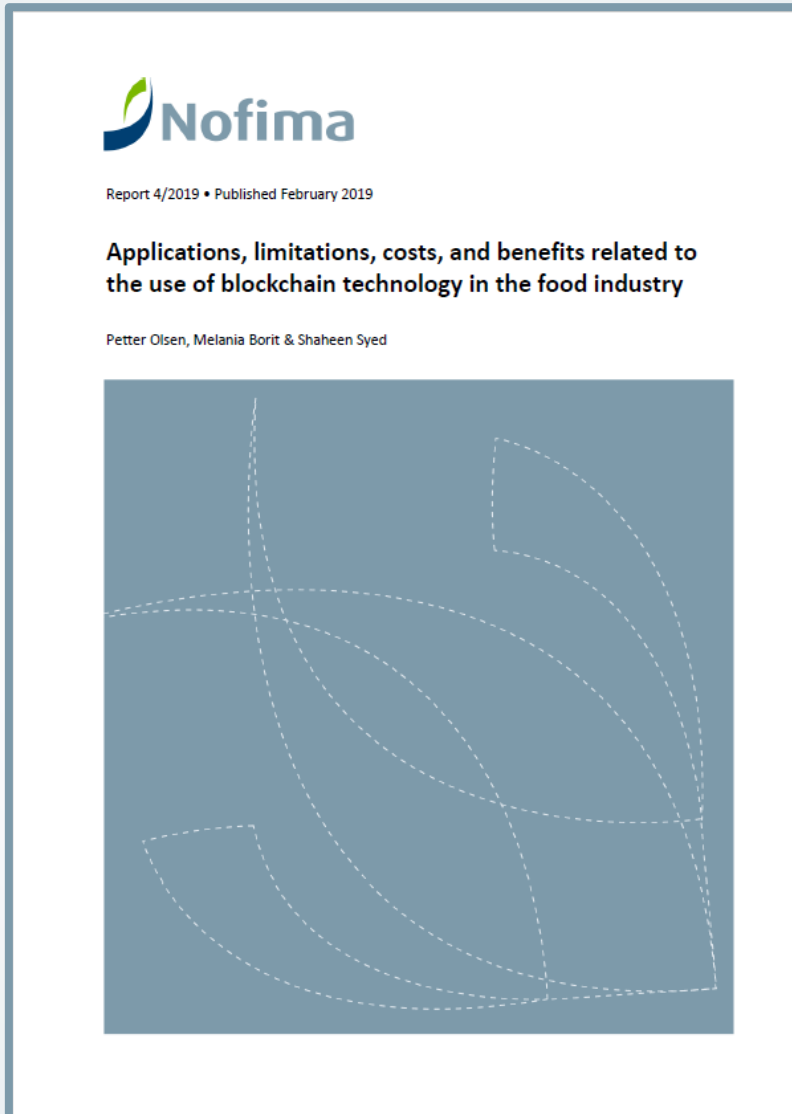 Nofima
Report 4/2019 • Published February 2019
Applications, limitations, costs, and benefits related to
the use of blockchain technology in the food industry
Petter Olsen, Melania Borit & Shaheen Syed